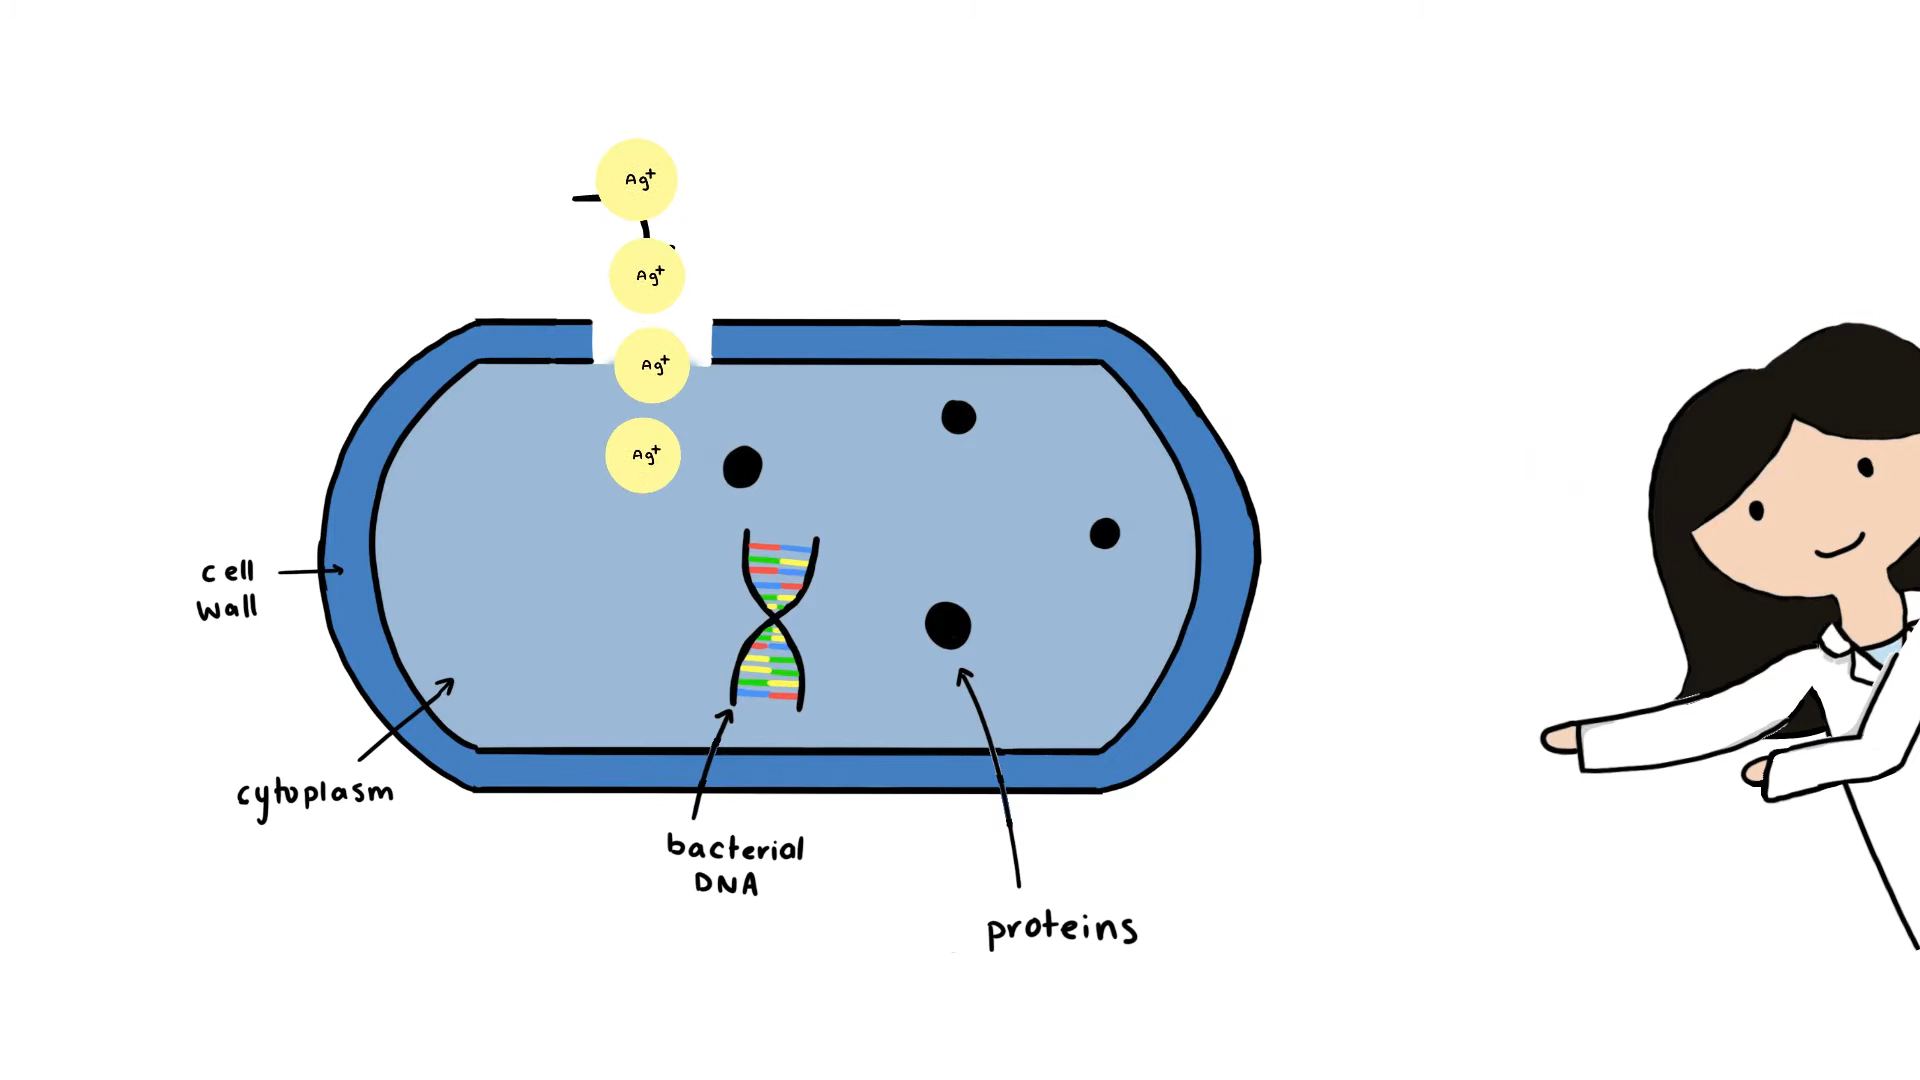 Ag+
Ag+
Ag+
Ag+
cell
wall
cytoplasm
bacterial
DNA
proteins